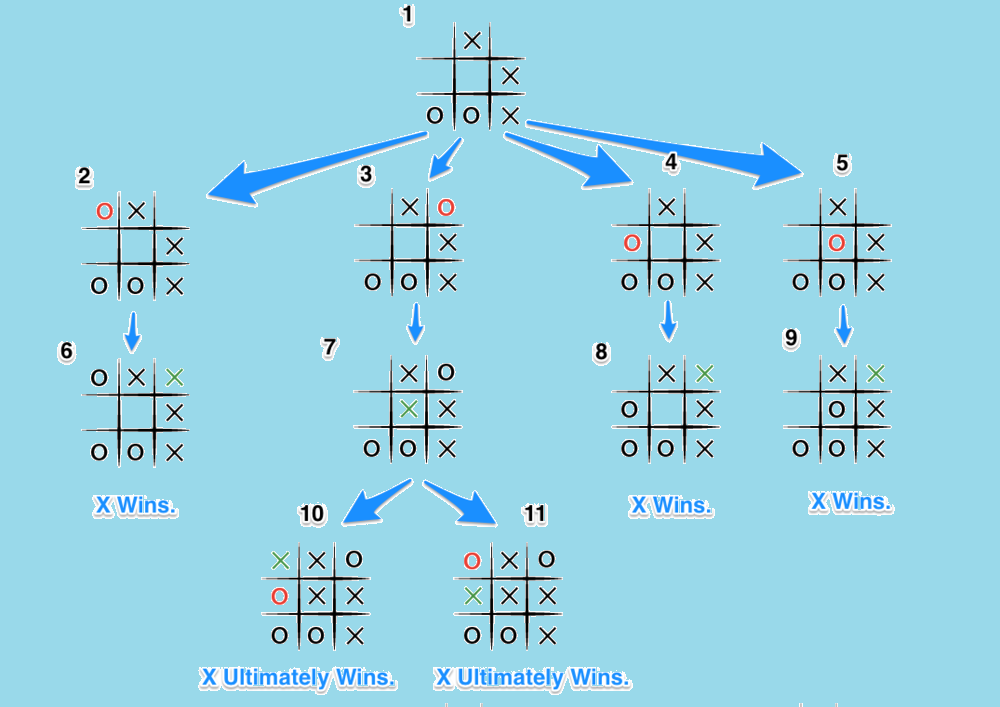 1
X
X
O O X
2
3
4
5
O X
X
O O X
X O
X
O O X
X
O X
O O X
X
O X
O O X
6
7
8
9
O X X
X
O O X
X O
X X
O O X
X X
O X
O O X
X X
O X
O O X
X Wins.
X Wins.
X Wins.
10
11
X X O
O X X
O O X
O X O
X X X
O O X
X Ultimately Wins.
X Ultimately Wins.